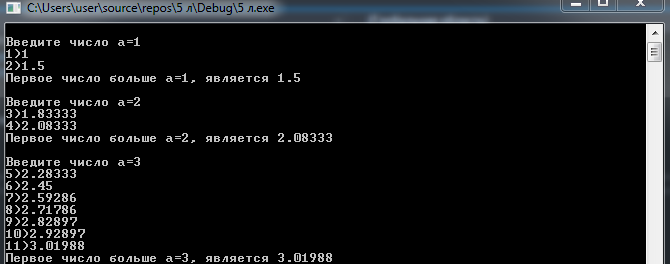 C:\Users\user\source\repos\5 л\Debug\5 л.exe
Введите число a=1
1)1
2)1.5
Первое число больше a=1, является 1.5
Введите число a=2
3)1.83333
4)2.08333
Первое число больше a=2, является 2.08333
Введите число a=3
5)2.28333
6)2.45
7)2.59286
8)2.71786
9)2.82897
10)2.92897
11)3.01988
Первое число больше a=3, является 3.01988